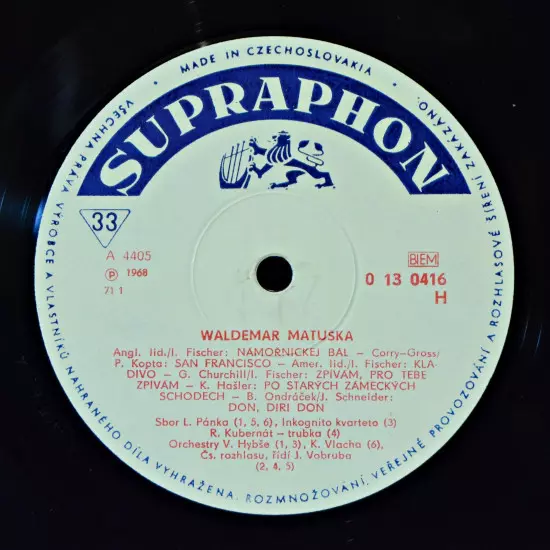 • MADE IN CZECHOSLOVAKIA •
SUPRAPHON
33
A 4405
Ⓟ 1968
71 1
BIEM
0 13 0416
H
WALDEMAR MATUSKA
Angl. lid./I. Fischer: NÁMOŘNICKEJ BÁL – Corry-Gross/
P. Kopta: SAN FRANCISCO – Amer. lid./I. Fischer: KLA-
DIVO – G. Churchill/I. Fischer: ZPÍVÁM, PRO TEBE
ZPÍVÁM – K. Hašler: PO STARÝCH ZÁMECKÝCH
SCHODECH – B. Ondráček/J. Schneider:
DON, DIRI DON
Sbor L. Pánka (1, 5, 6), Inkognito kvarteto (3)
R. Kubernát – trubka (4)
Orchestry V. Hybše (1, 3), K. Vlacha (6),
Čs. rozhlasu, řídí J. Vobruba
(2, 4, 5)
VŠECHNA PRÁVA VÝROBCE A VLASTNÍKŮ NAHRANÉHO DÍLA VYHRAŽENA. ROZMNOŽOVÁNÍ, VEŘEJNÉ PROVOZOVÁNÍ A ROZHLASOVÉ ŠÍŘENÍ ZAKÁZÁNO.